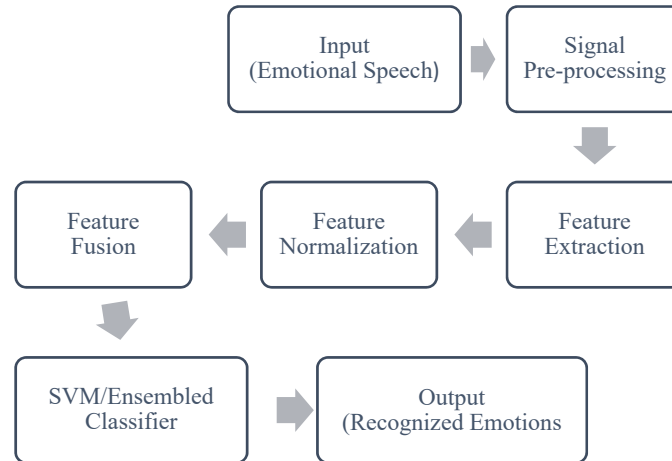 Input
(Emotional Speech)
Signal
Pre-processing
Feature
Extraction
Feature
Normalization
Feature
Fusion
SVM/Ensembled
Classifier
Output
(Recognized Emotions